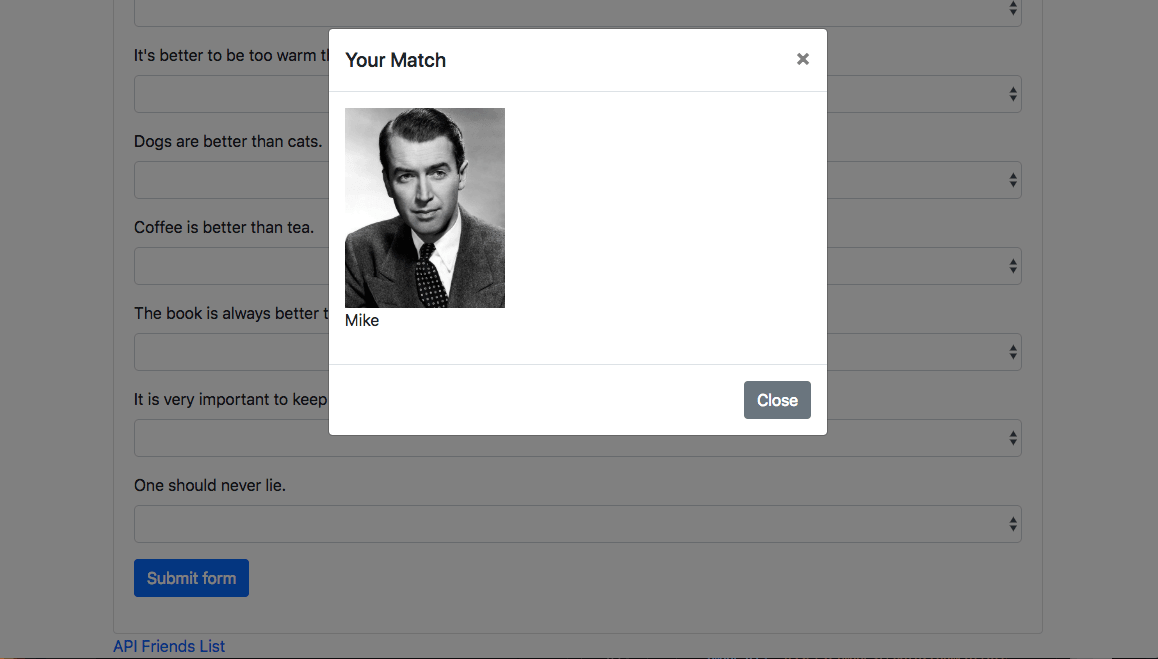 Your Match
×
It's better to be too warm
Dogs are better than cats.
Coffee is better than tea.
Mike
The book is always better
It is very important to keep
Close
One should never lie.
Submit form
API Friends List